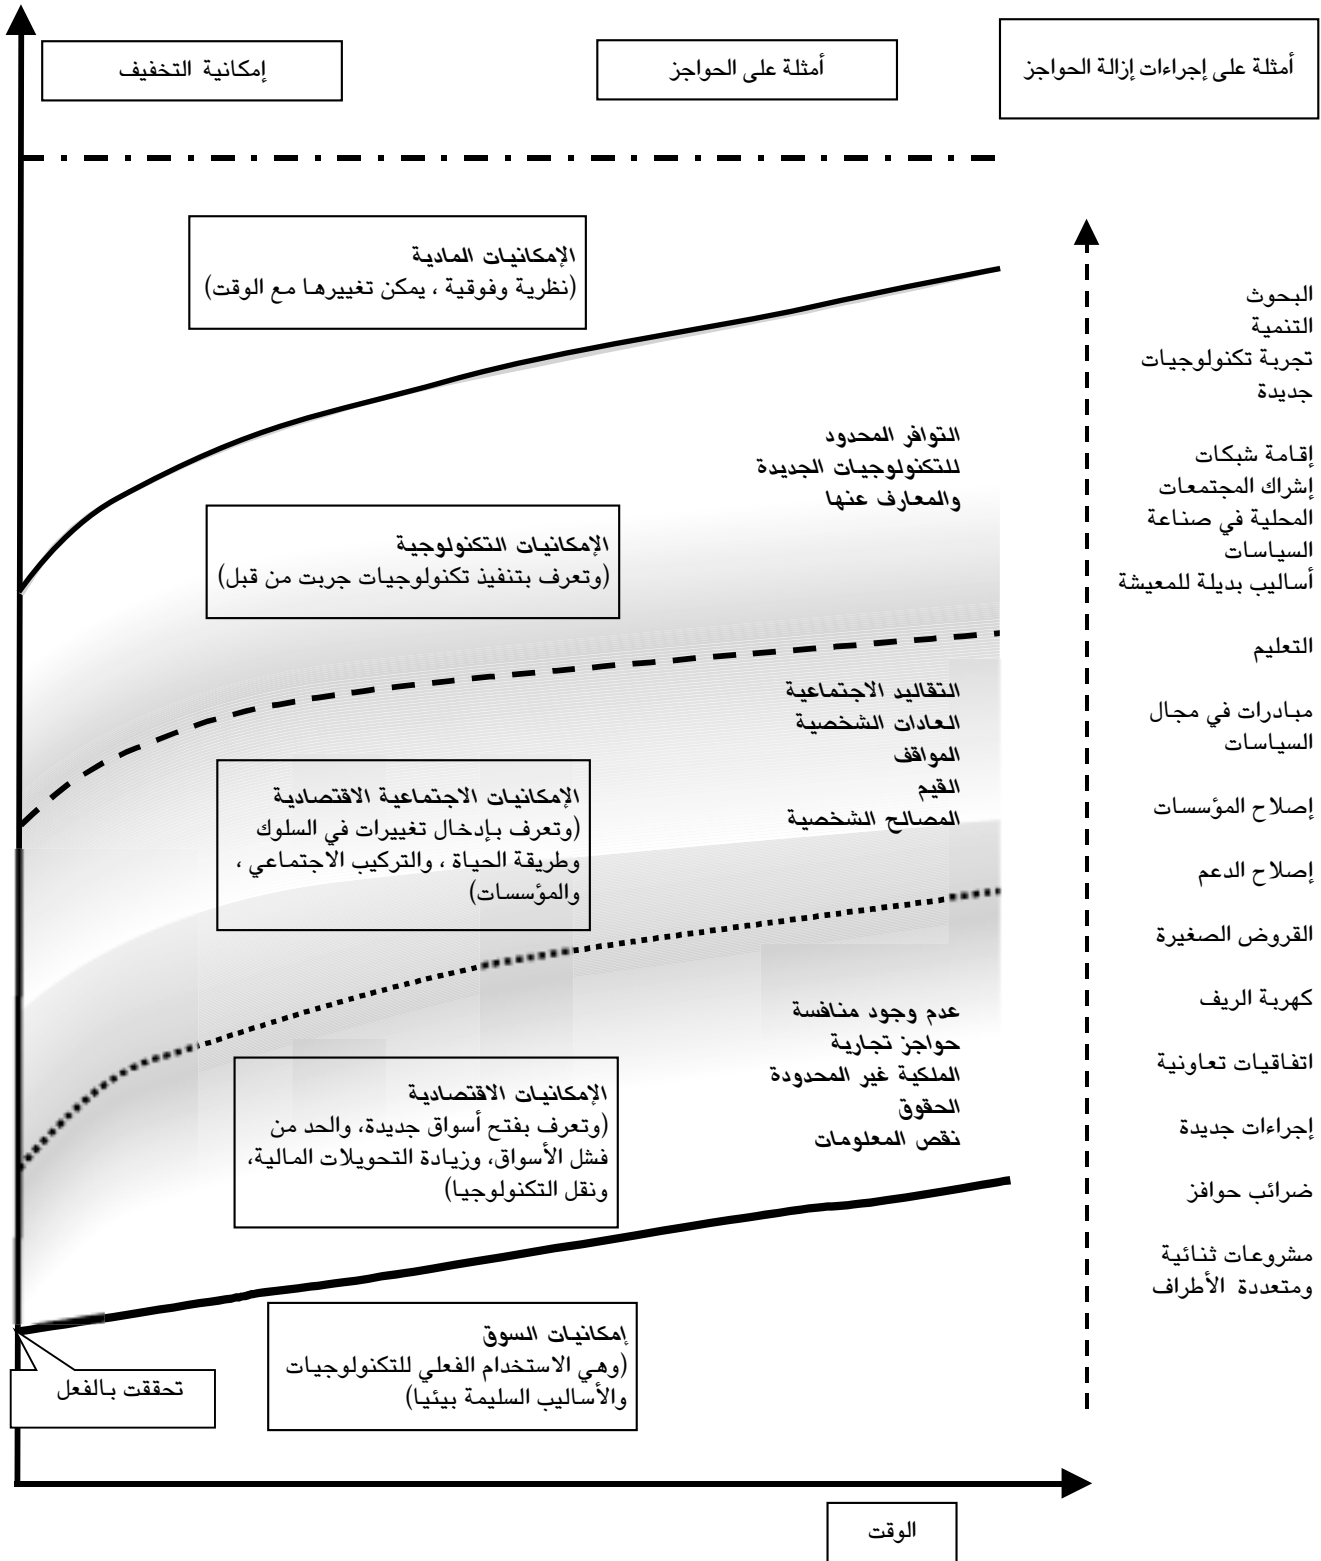 أمثلة على إجراءات إزالة الحواجز
أمثلة على الحواجز
إمكانية التخفيف
الإمكانيات المادية
(نظرية وفوقية ، يمكن تغييرها مع الوقت)
التوافر المحدود
للتكنولوجيات الجديدة
والمعارف عنها
الإمكانيات التكنولوجية
(وتعرف بتنفيذ تكنولوجيات جربت من قبل)
التقاليد الاجتماعية
العادات الشخصية
المواقف
القيم
المصالح الشخصية
الإمكانيات الاجتماعية الاقتصادية
(وتعرف بإدخال تغييرات في السلوك
وطريقة الحياة ، والتركيب الاجتماعي ،
والمؤسسات)
عدم وجود منافسة
حواجز تجارية
الملكية غير المحدودة
الحقوق
نقص المعلومات
الإمكانيات الاقتصادية
(وتعرف بفتح أسواق جديدة، والحد من
فشل الأسواق، وزيادة التحويلات المالية،
ونقل التكنولوجيا)
إمكانيات السوق
(وهي الاستخدام الفعلي للتكنولوجيات
والأساليب السليمة بيئيا)
تحققت بالفعل
البحوث
التنمية
تجربة تكنولوجيات
جديدة
إقامة شبكات
إشراك المجتمعات
المحلية في صناعة
السياسات
أساليب بديلة للمعيشة
التعليم
مبادرات في مجال
السياسات
إصلاح المؤسسات
إصلاح الدعم
القروض الصغيرة
كهربة الريف
اتفاقيات تعاونية
إجراءات جديدة
ضرائب حوافز
مشروعات ثنائية
ومتعددة الأطراف
الوقت